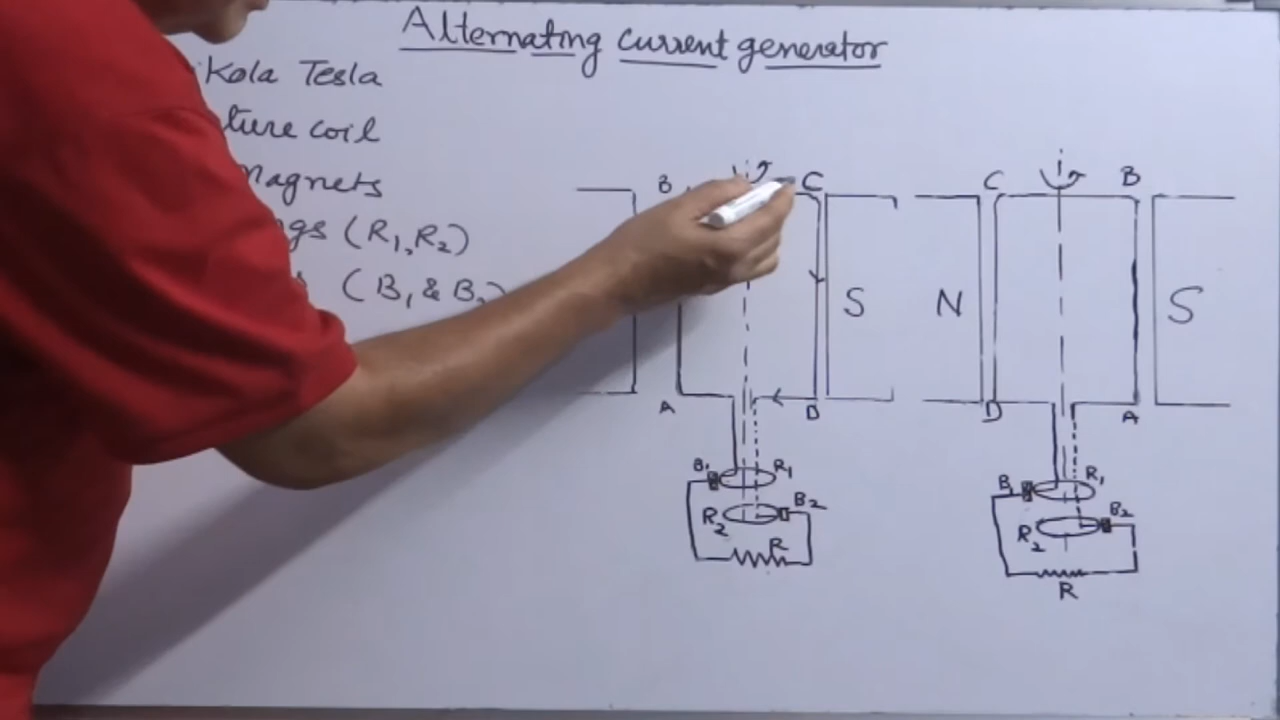 Alternating current generator
Kola Tesla
ture coil
magnets
gs (R₁,R₂)
(B₁ & B₂)
B C
S
A D
B₁ R₁
R₂ B₂
R
C B
N S
D A
B₁ R₁
R₂ B₂
R